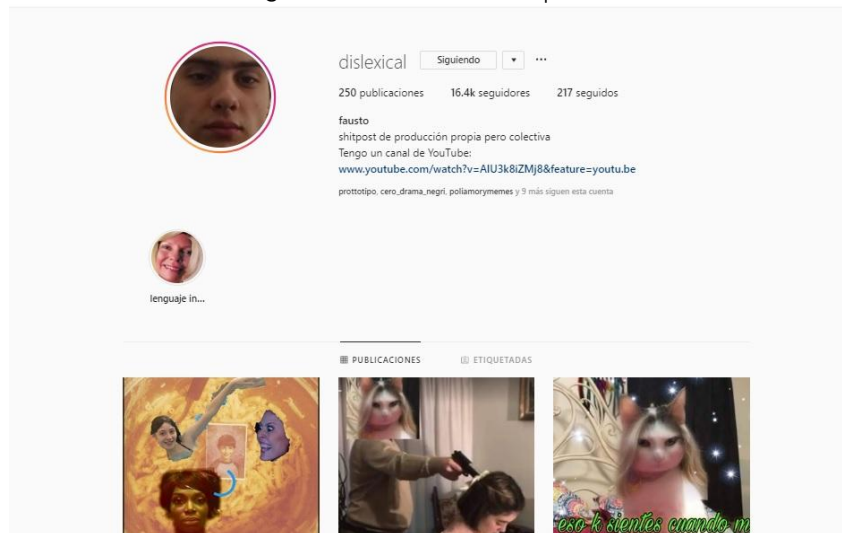 dislexical Siguiendo
250 publicaciones 16.4k seguidores 217 seguidos
fausto
shitpost de producción propia pero colectiva
Tengo un canal de YouTube:
www.youtube.com/watch?v=AIU3k8iZMj8&feature=youtu.be
prottotipo, cero_drama_negri, poliamorymemes y 9 más siguen esta cuenta
lenguaje in...
PUBLICACIONES ETIQUETADAS
eso k sientes cuando m